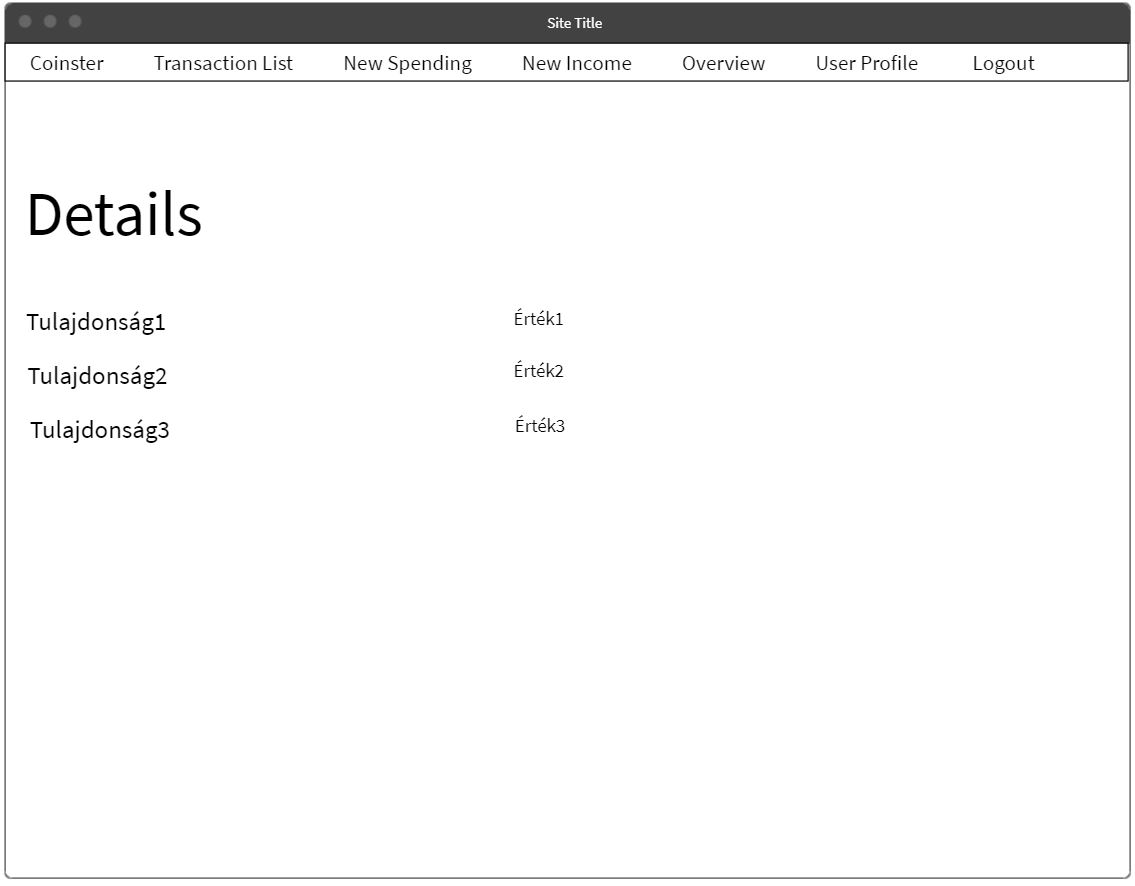 Site Title
Coinster Transaction List New Spending New Income Overview User Profile Logout
Details
Tulajdonság1 Érték1
Tulajdonság2 Érték2
Tulajdonság3 Érték3